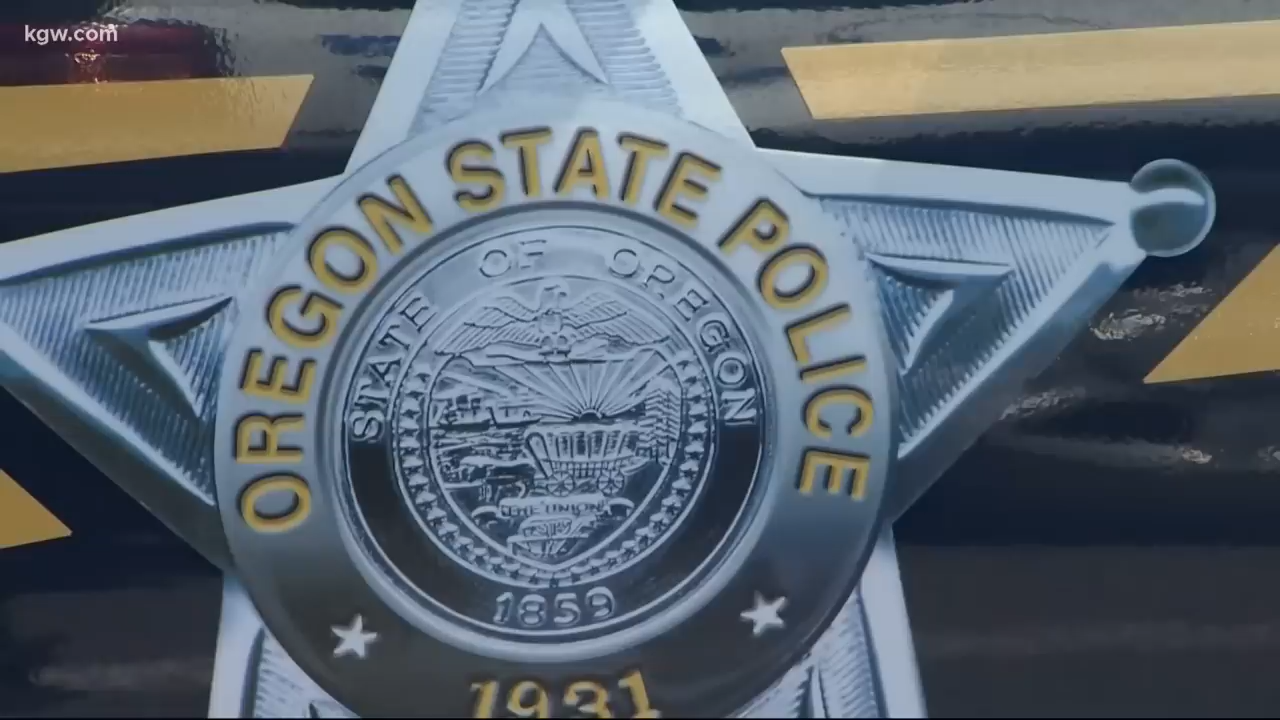 kgw.com
OREGON STATE POLICE
STATE OF OREGON
THE UNION
1859
1931